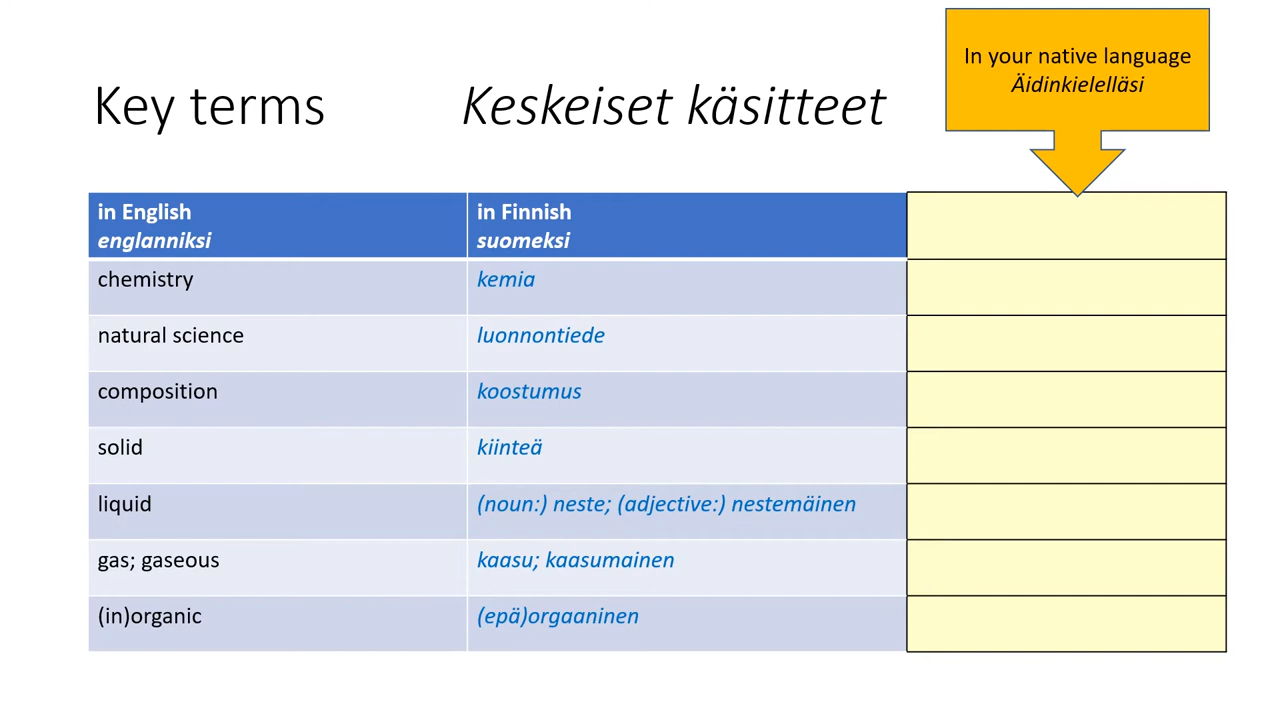 In your native language
Äidinkielelläsi
Key terms
Keskeiset käsitteet
in English
englanniksi
in Finnish
suomeksi
chemistry
kemia
natural science
luonnontiede
composition
koostumus
solid
kiinteä
liquid
(noun:) neste; (adjective:) nestemäinen
gas; gaseous
kaasu; kaasumainen
(in)organic
(epä)orgaaninen